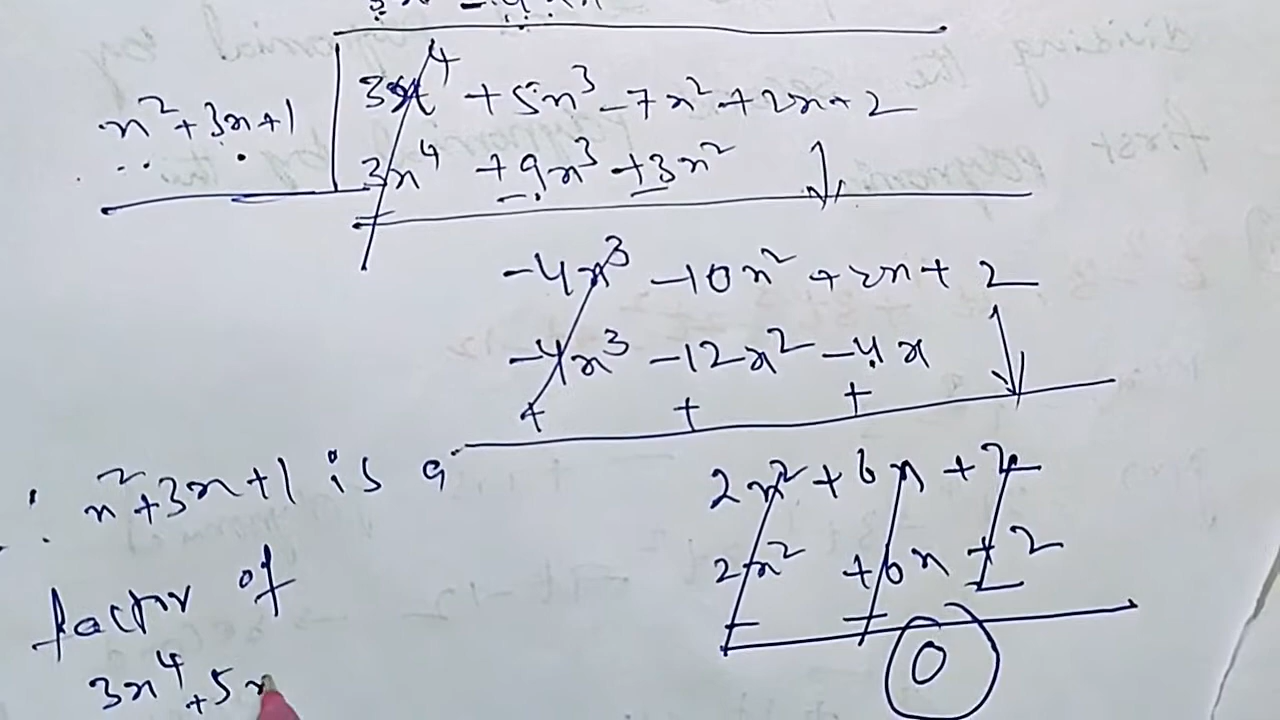 x²+3x+1
3x⁴ +5x³ -7x² +2x+2
3x⁴ +9x³ +3x²
-4x³ -10x² +2x+2
-4x³ -12x² -4x
+ + +
2x² +6x +2
2x² +6x +2
0
∴ x²+3x+1 is a
factor of
3x⁴ +5x